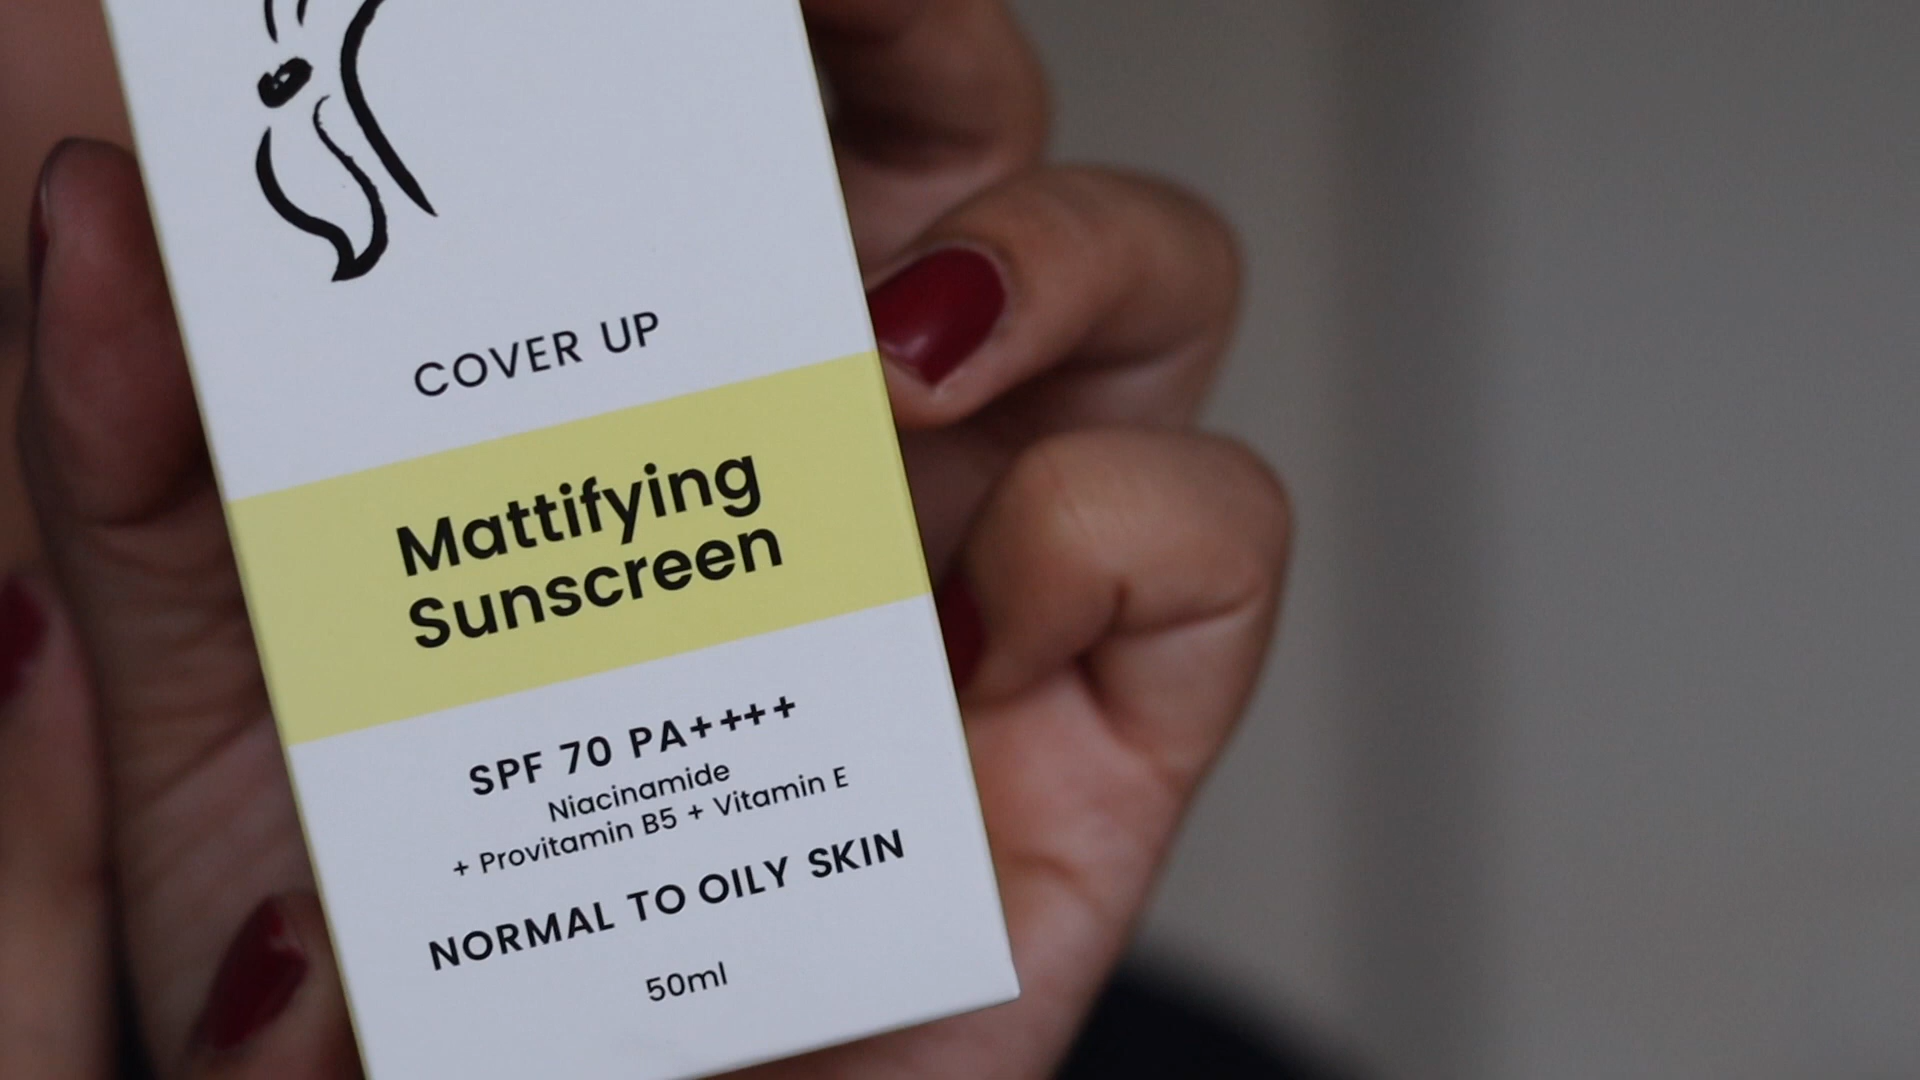 COVER UP
Mattifying
Sunscreen
SPF 70 PA++++
Niacinamide
+ Provitamin B5 + Vitamin E
NORMAL TO OILY SKIN
50ml